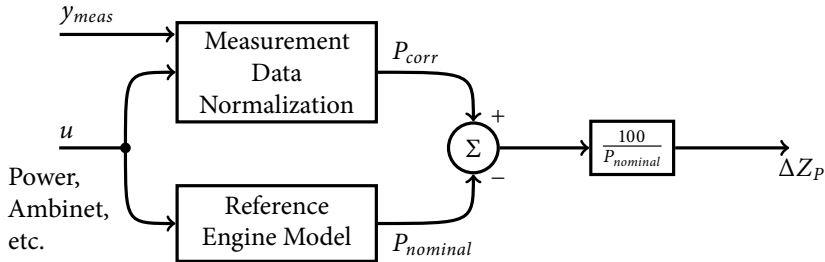 y_meas
Measurement
Data
Normalization
P_corr
u
Power,
Ambinet,
etc.
Reference
Engine Model
P_nominal
+
Σ
−
100
P_nominal
ΔZ_P